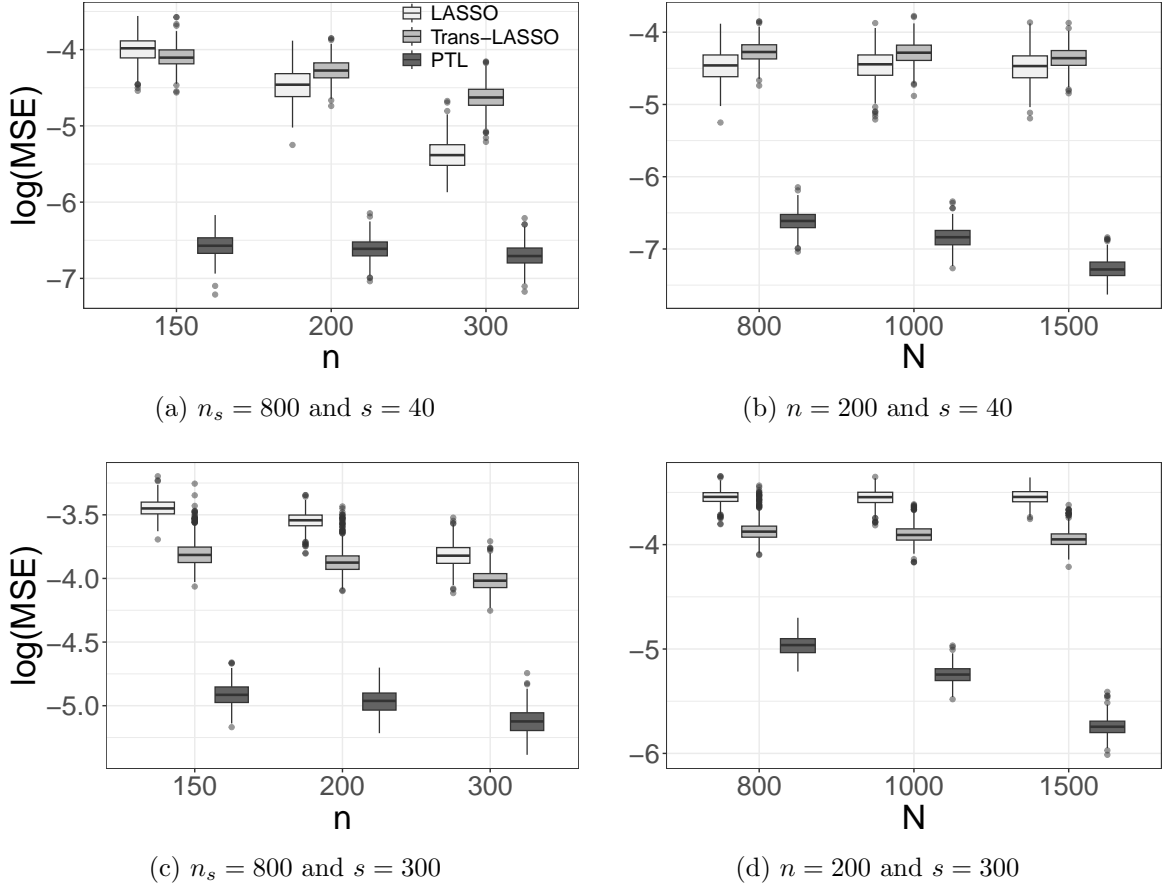 LASSO
Trans−LASSO
PTL
log(MSE)
−4
−5
−6
−7
150
200
300
n
(a) n_s = 800 and s = 40
−4
−5
−6
−7
800
1000
1500
N
(b) n = 200 and s = 40
log(MSE)
−3.5
−4.0
−4.5
−5.0
150
200
300
n
(c) n_s = 800 and s = 300
−4
−5
−6
800
1000
1500
N
(d) n = 200 and s = 300